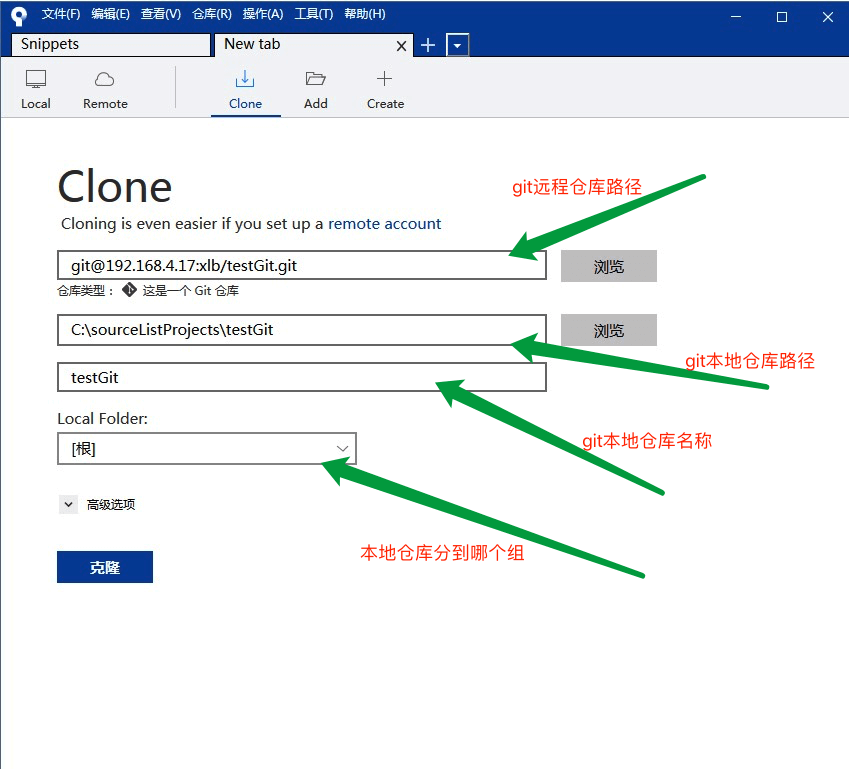 文件(F) 编辑(E) 查看(V) 仓库(R) 操作(A) 工具(T) 帮助(H)
Snippets New tab
Local Remote Clone Add Create
Clone
Cloning is even easier if you set up a remote account
git远程仓库路径
git@192.168.4.17:xlb/testGit.git 浏览
仓库类型： 这是一个 Git 仓库
C:\sourceListProjects\testGit 浏览
git本地仓库路径
testGit
Local Folder:
git本地仓库名称
[根]
高级选项
本地仓库分到哪个组
克隆